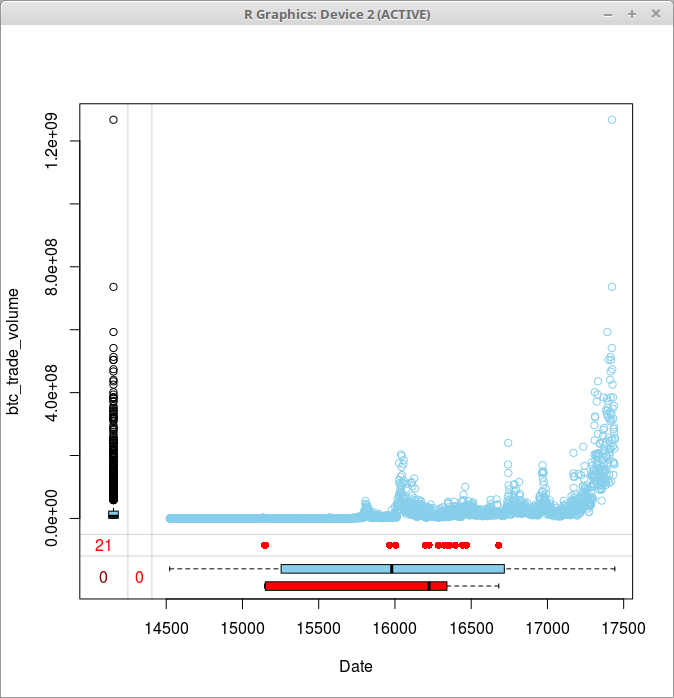 R Graphics: Device 2 (ACTIVE)
btc_trade_volume
1.2e+09
8.0e+08
4.0e+08
0.0e+00
21
0 0
14500 15000 15500 16000 16500 17000 17500
Date